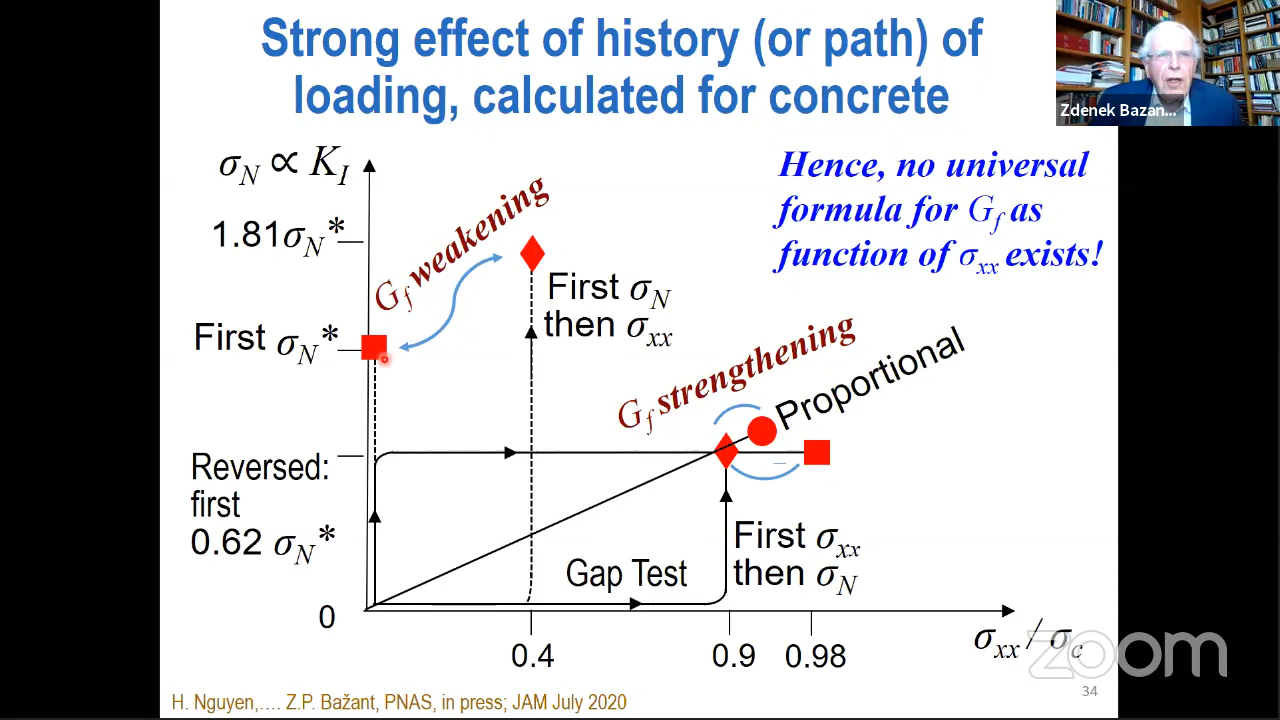 Strong effect of history (or path) of
loading, calculated for concrete
Zdenek Bazan...
σN ∝ KI
Hence, no universal
formula for Gf as
function of σxx exists!
1.81σN*
Gf weakening
First σN
then σxx
First σN*
Gf strengthening
Proportional
Reversed:
first
0.62 σN*
First σxx
then σN
Gap Test
0
0.4
0.9
0.98
σxx / σc
zoom
34
H. Nguyen,.... Z.P. Bažant, PNAS, in press; JAM July 2020